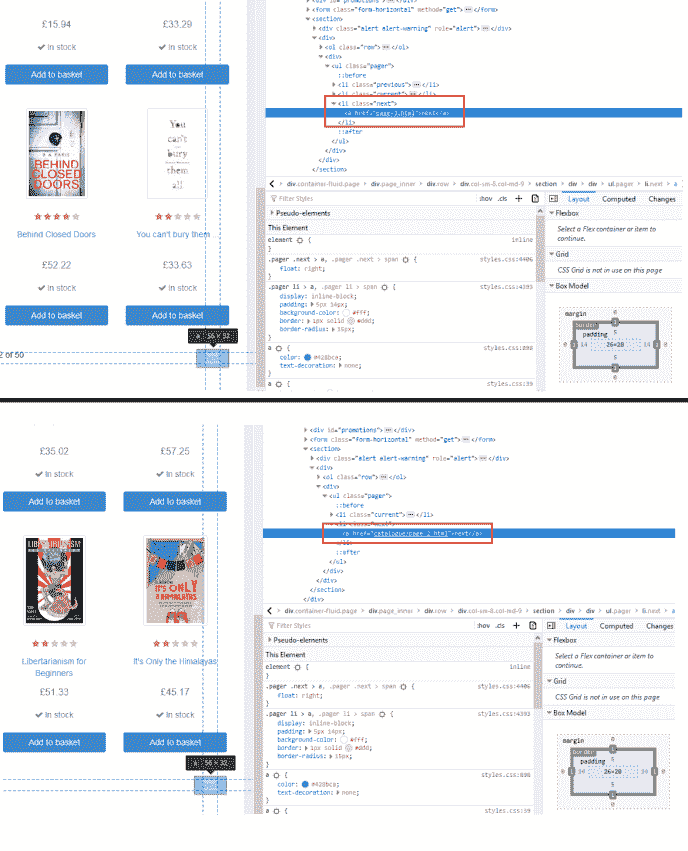 £15.94 £33.29
In stock In stock
Add to basket Add to basket
BEHIND
CLOSED
DOORS
You
can't
bury
them
all
Behind Closed Doors You can't bury them ...
£52.22 £33.63
In stock In stock
Add to basket Add to basket
2 of 50
<form class="form-horizontal" method="get"></form>
<section>
<div class="alert alert-warning" role="alert"></div>
<div>
<ol class="row"></ol>
<div>
<ul class="pager">
::before
<li class="previous"></li>
<li class="current"></li>
<li class="next">
<a href="page-3.html">next</a>
</li>
::after
</ul>
</div>
</div>
</section>
div.container-fluid.page > div.page_inner > div.row > div.col-sm-8.col-md-9 > section > div > div > ul.pager > li.next > a
Filter Styles :hov .cls + Layout Computed Changes
Pseudo-elements
This Element
element { inline
}
.pager .next > a, .pager .next > span { styles.css:4406
float: right;
}
.pager li > a, .pager li > span { styles.css:4393
display: inline-block;
padding: 5px 14px;
background-color: #fff;
border: 1px solid #ddd;
border-radius: 15px;
}
a { styles.css:898
color: #428bca;
text-decoration: none;
}
a { styles.css:39
Flexbox
Select a Flex container or item to
continue.
Grid
CSS Grid is not in use on this page
Box Model
margin 0
border
padding 5
0 14 26×20 14 0
5
0
£35.02 £57.25
In stock In stock
Add to basket Add to basket
IT'S ONLY
THE HIMALAYAS
Libertarianism for It's Only the Himalayas
Beginners
£51.33 £45.17
In stock In stock
Add to basket Add to basket
a | 56 × 32
<div id="promotions"></div>
<form class="form-horizontal" method="get"></form>
<section>
<div class="alert alert-warning" role="alert"></div>
<div>
<ol class="row"></ol>
<div>
<ul class="pager">
::before
<li class="current"></li>
<li class="next">
<a href="catalogue/page-2.html">next</a>
</li>
::after
</ul>
</div>
</div>
</section>
</div>
div.container-fluid.page > div.page_inner > div.row > div.col-sm-8.col-md-9 > section > div > div > ul.pager > li.next > a
Filter Styles :hov .cls + Layout Computed Changes
Pseudo-elements
This Element
element { inline
}
.pager .next > a, .pager .next > span { styles.css:4406
float: right;
}
.pager li > a, .pager li > span { styles.css:4393
display: inline-block;
padding: 5px 14px;
background-color: #fff;
border: 1px solid #ddd;
border-radius: 15px;
}
a { styles.css:898
color: #428bca;
text-decoration: none;
}
a { styles.css:39
Flexbox
Select a Flex container or item to
continue.
Grid
CSS Grid is not in use on this page
Box Model
margin 0
border
padding 5
26×20
5
0